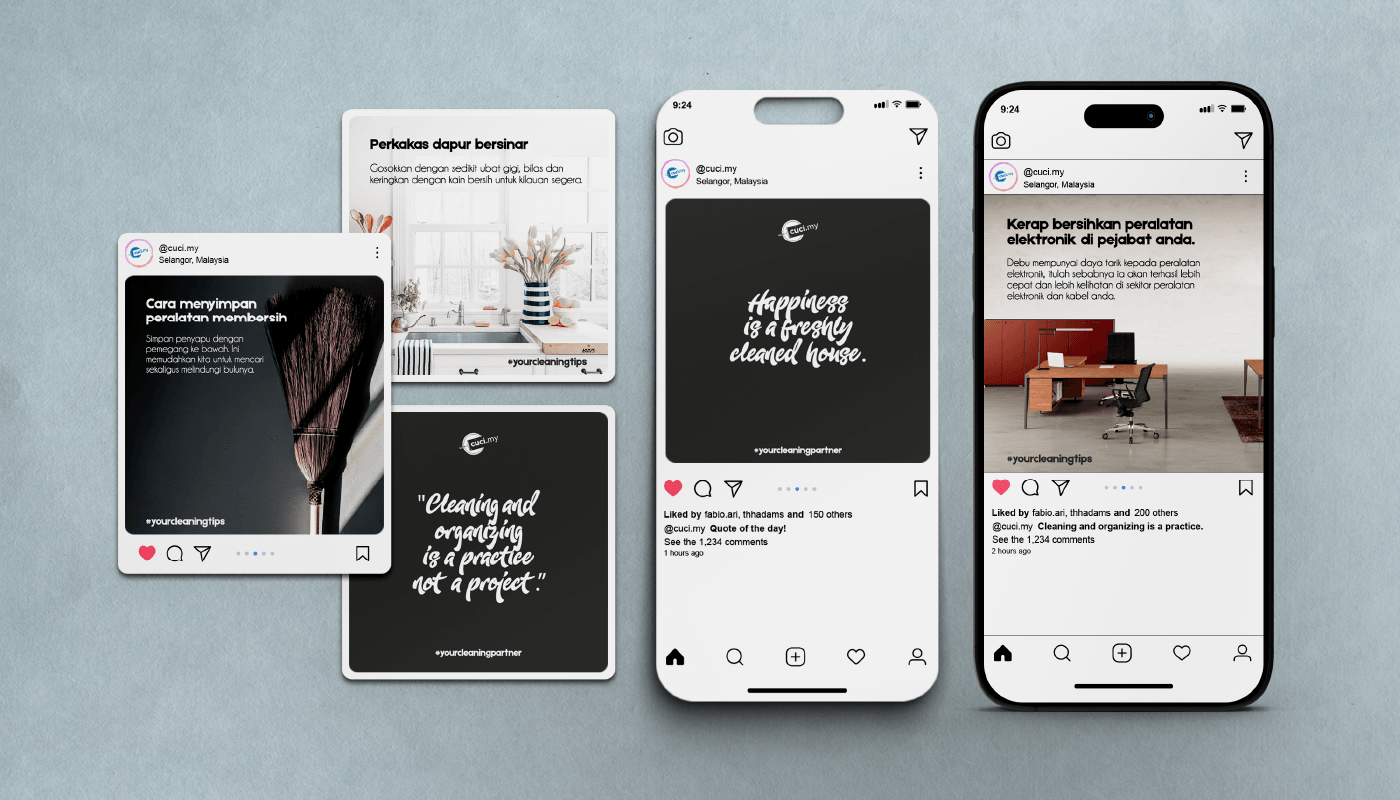 @cuci.my
Selangor, Malaysia
Cara menyimpan
peralatan membersih
Simpan penyapu dengan
pemegang ke bawah. Ini
memudahkan kita untuk mencari
sekaligus melindungi bulunya.
#yourcleaningtips
Perkakas dapur bersinar
Gosokkan dengan sedikit ubat gigi, bilas dan
keringkan dengan kain bersih untuk kilauan segera.
#yourcleaningtips
cuci.my
"Cleaning and
organizing
is a practice
not a project."
#yourcleaningpartner
9:24
@cuci.my
Selangor, Malaysia
cuci.my
Happiness
is a freshly
cleaned house.
#yourcleaningpartner
Liked by fabio.ari, thhadams and 150 others
@cuci.my Quote of the day!
See the 1,234 comments
1 hours ago
9:24
@cuci.my
Selangor, Malaysia
Kerap bersihkan peralatan
elektronik di pejabat anda.
Debu mempunyai daya tarik kepada peralatan
elektronik, itulah sebabnya ia akan terhasil lebih
cepat dan lebih kelihatan di sekitar peralatan
elektronik dan kabel anda.
#yourcleaningtips
Liked by fabio.ari, thhadams and 200 others
@cuci.my Cleaning and organizing is a practice.
See the 1,234 comments
2 hours ago